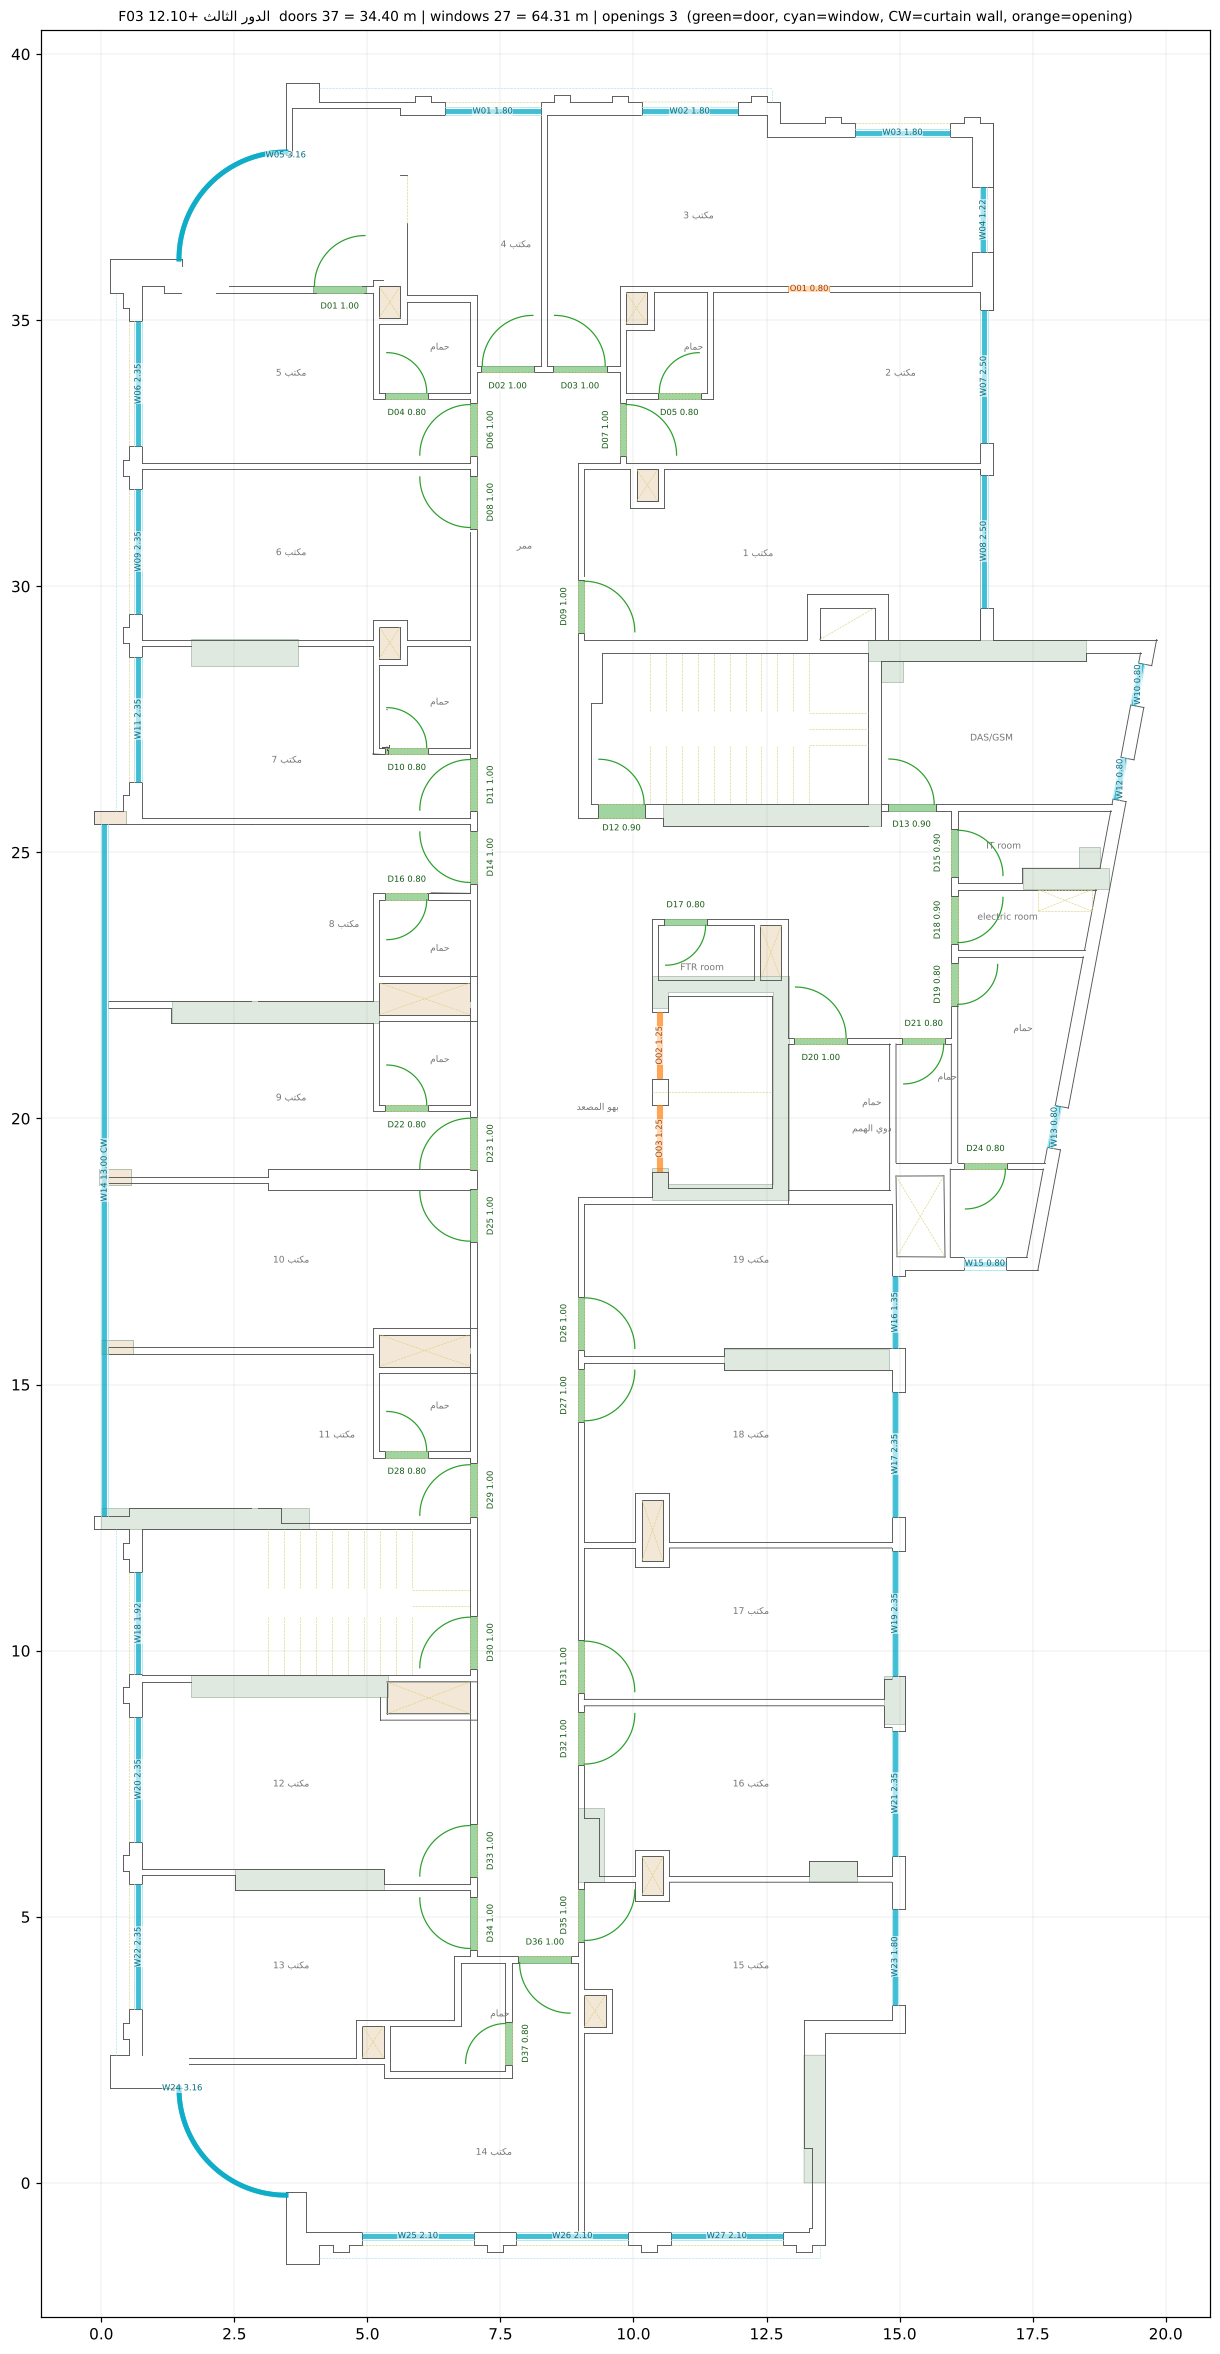 F03 12.10+ الدور الثالث doors 37 = 34.40 m | windows 27 = 64.31 m | openings 3 (green=door, cyan=window, CW=curtain wall, orange=opening)
40
W01 1.80
W02 1.80
W03 1.80
W05 3.16
W04 1.22
مكتب 3
مكتب 4
O01 0.80
D01 1.00
35
حمام
حمام
W06 2.35
مكتب 5
W07 2.50
مكتب 2
D02 1.00
D03 1.00
D04 0.80
D05 0.80
D06 1.00
D07 1.00
D08 1.00
W09 2.35
مكتب 6
ممر
مكتب 1
W08 2.50
30
D09 1.00
W10 0.80
حمام
W11 2.35
DAS/GSM
مكتب 7
D10 0.80
D11 1.00
W12 0.80
D12 0.90
D13 0.90
25
D14 1.00
D15 0.90
IT room
D16 0.80
D17 0.80
مكتب 8
D18 0.90
electric room
حمام
FTR room
D19 0.80
O02 1.25
D21 0.80
حمام
D20 1.00
حمام
حمام
مكتب 9
بهو المصعد
حمام
20
D22 0.80
ذوي الهمم
W13 0.80
O03 1.25
D23 1.00
W14 13.00 CW
D24 0.80
D25 1.00
مكتب 10
مكتب 19
W15 0.80
W16 1.35
D26 1.00
15
D27 1.00
حمام
مكتب 11
مكتب 18
W17 2.35
D28 0.80
D29 1.00
مكتب 17
W19 2.35
W18 1.92
D30 1.00
10
D31 1.00
D32 1.00
W20 2.35
مكتب 12
مكتب 16
W21 2.35
D33 1.00
5
D34 1.00
D35 1.00
D36 1.00
W22 2.35
مكتب 13
مكتب 15
W23 1.80
حمام
D37 0.80
W24 3.16
مكتب 14
0
W25 2.10
W26 2.10
W27 2.10
0.0
2.5
5.0
7.5
10.0
12.5
15.0
17.5
20.0